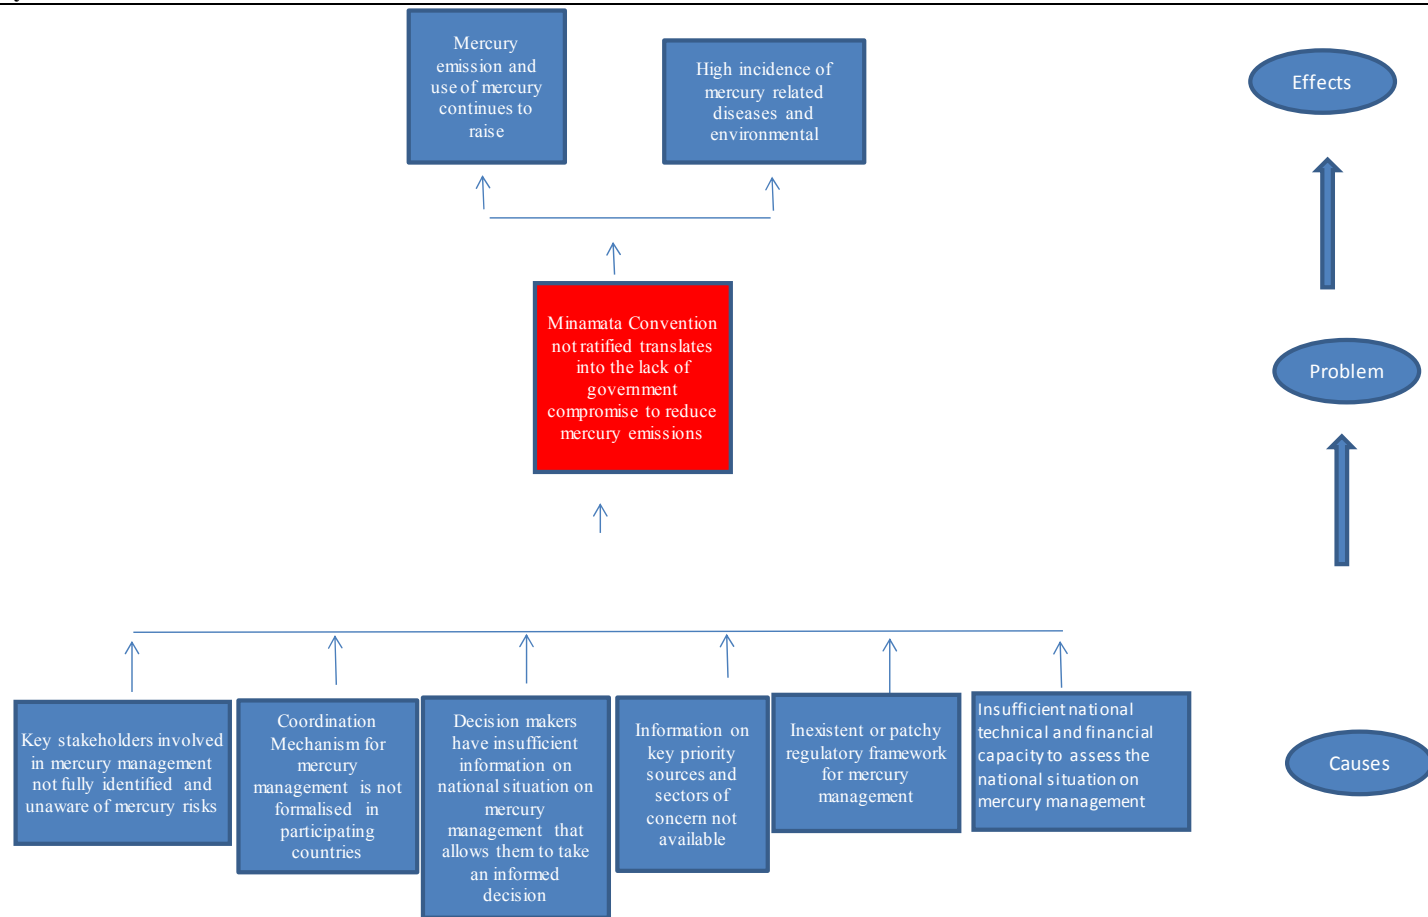 Mercury
emission and
use of mercury
continues to
raise
High incidence of
mercury related
diseases and
environmental
Effects
Minamata Convention
not ratified translates
into the lack of
government
compromise to reduce
mercury emissions
Problem
Key stakeholders involved
in mercury management
not fully identified and
unaware of mercury risks
Coordination
Mechanism for
mercury
management is not
formalised in
participating
countries
Decision makers
have insufficient
information on
national situation on
mercury
management that
allows them to take
an informed
decision
Information on
key priority
sources and
sectors of
concern not
available
Inexistent or patchy
regulatory framework
for mercury
management
Insufficient national
technical and financial
capacity to assess the
national situation on
mercury management
Causes